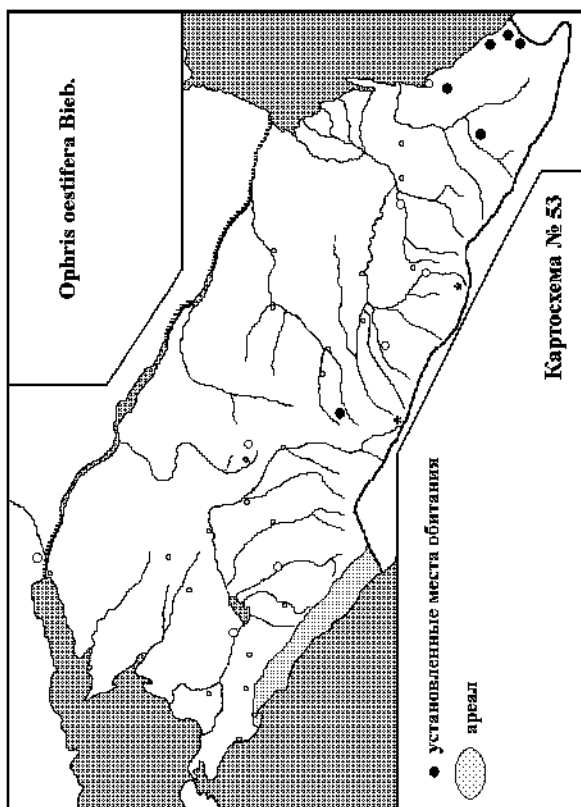 Ophris oestifera Bieb.
Картосхема № 53
установленные места обитания
ареал